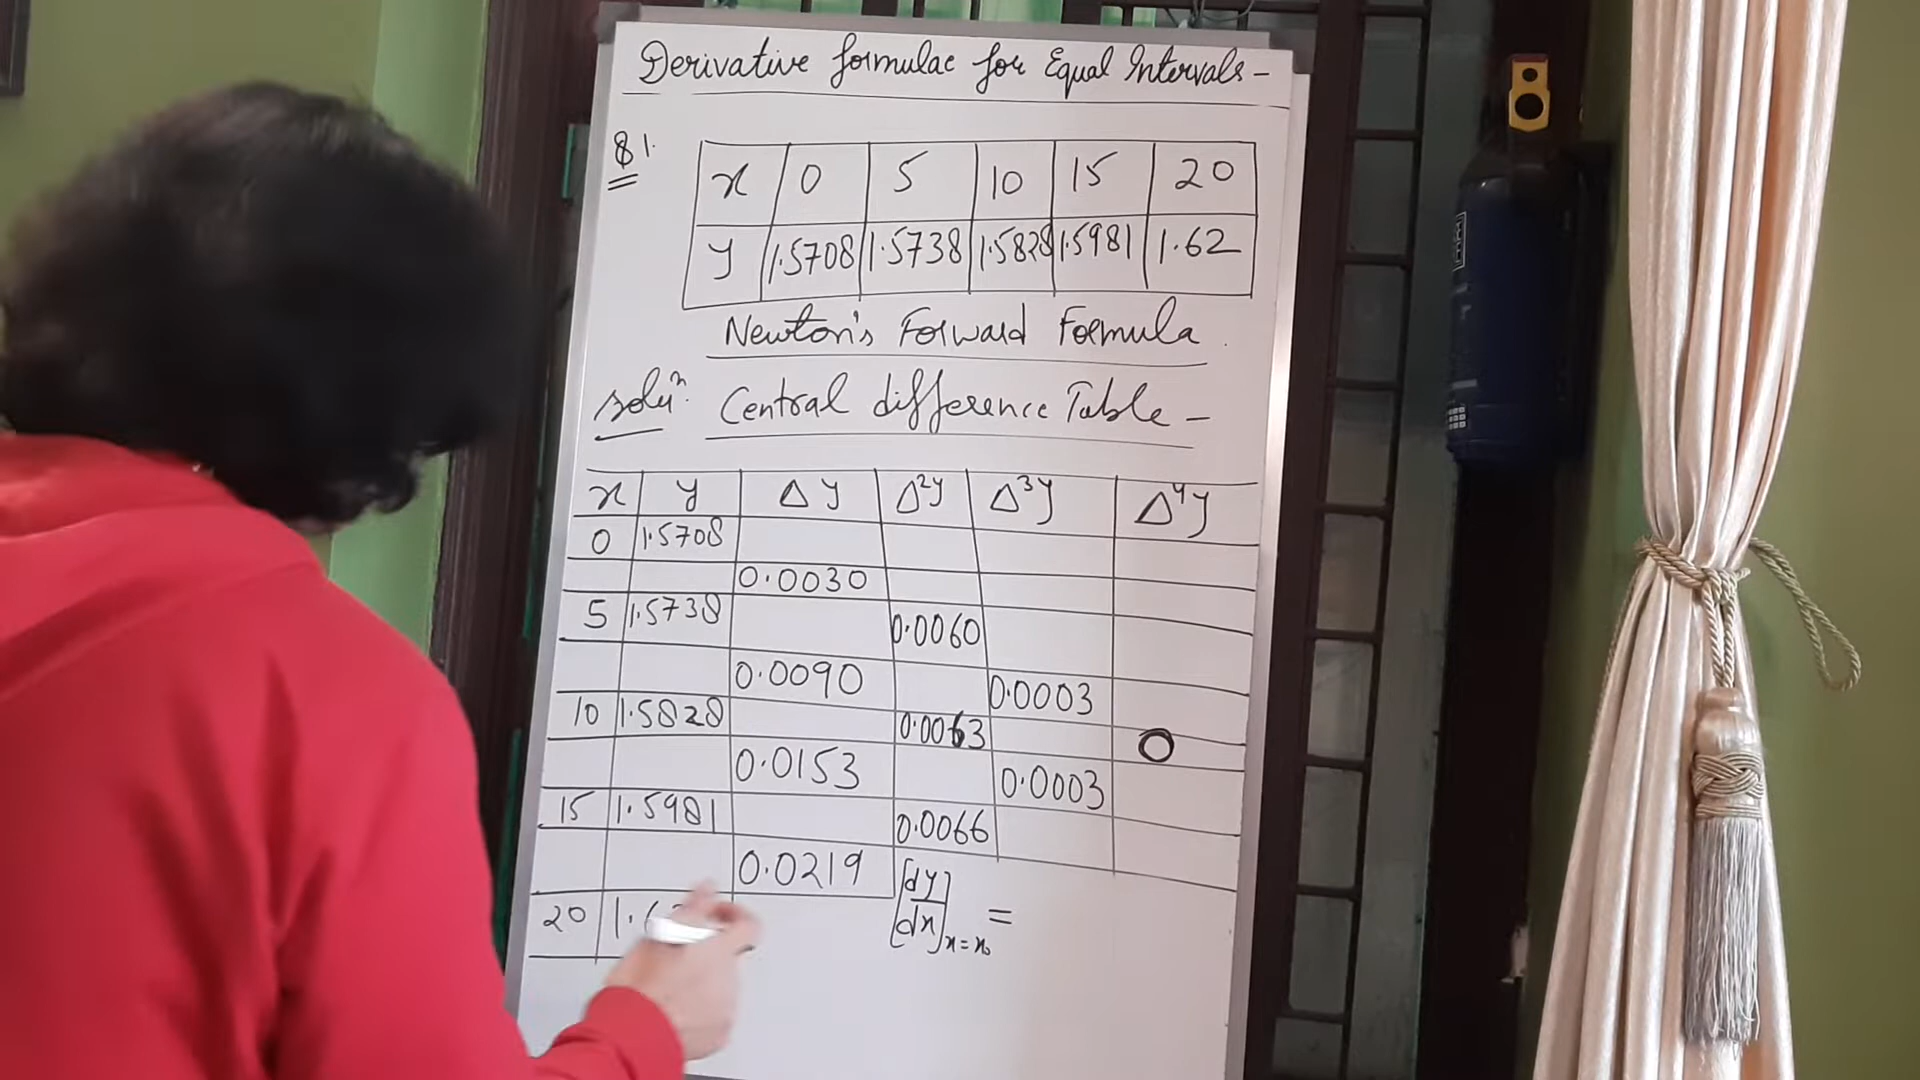 Derivative formulae for Equal Intervals-
Q1.
x 0 5 10 15 20
y 1.5708 1.5738 1.5828 1.5981 1.62
Newton's Forward Formula.
soluⁿ. Central difference Table -
x y Δy Δ²y Δ³y Δ⁴y
0 1.5708
0.0030
5 1.5738
0.0060
0.0090 0.0003
10 1.5828 0.0063 0
0.0153 0.0003
15 1.5981 0.0066
0.0219
20
[dy/dx]x=x₀ =